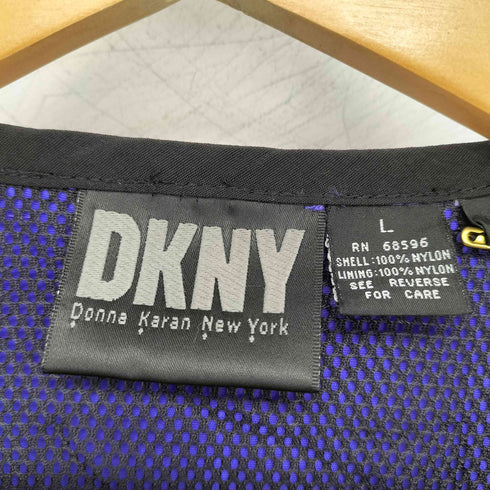 DKNY
Donna Karan New York
L
RN 68596
SHELL:100% NYLON
LINING:100% NYLON
SEE REVERSE
FOR CARE